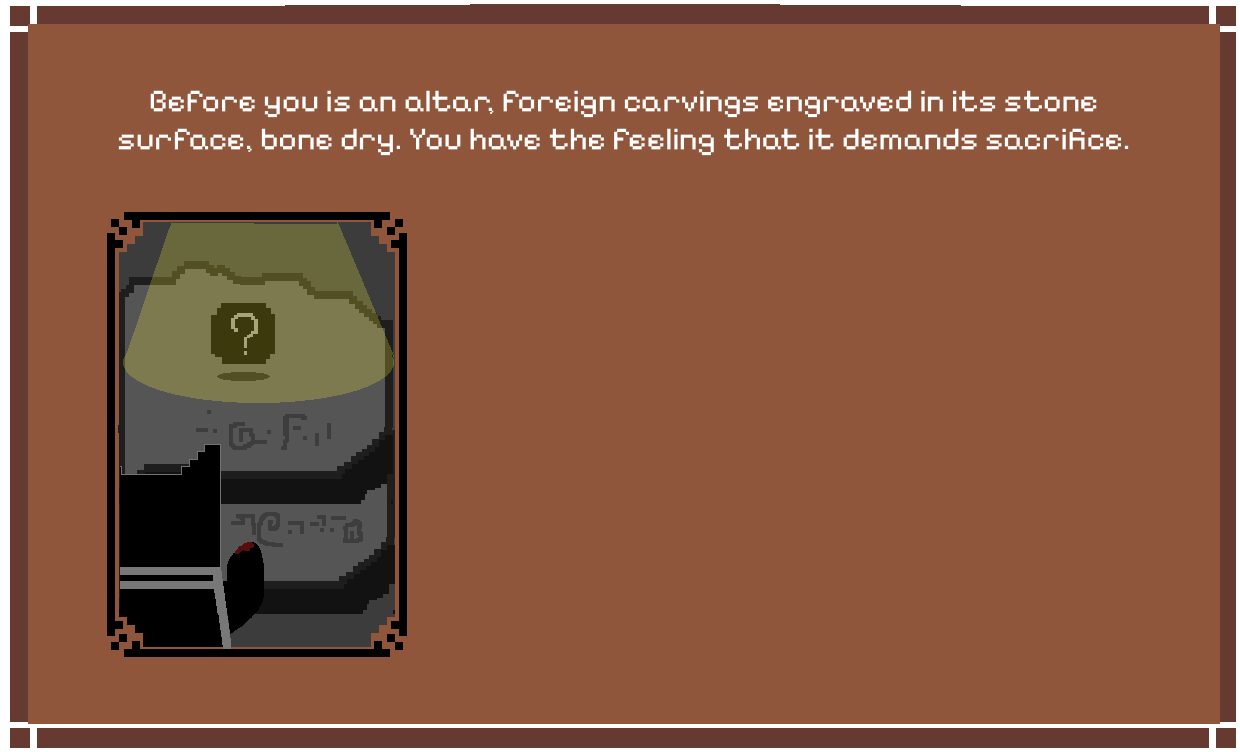 Before you is an altar, foreign carvings engraved in its stone
surface, bone dry. You have the feeling that it demands sacrifice.
?